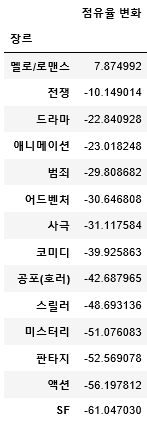 점유율 변화
장르
멜로/로맨스 7.874992
전쟁 -10.149014
드라마 -22.840928
애니메이션 -23.018248
범죄 -29.808682
어드벤처 -30.646808
사극 -31.117584
코미디 -39.925863
공포(호러) -42.687965
스릴러 -48.693136
미스터리 -51.076083
판타지 -52.569078
액션 -56.197812
SF -61.047030